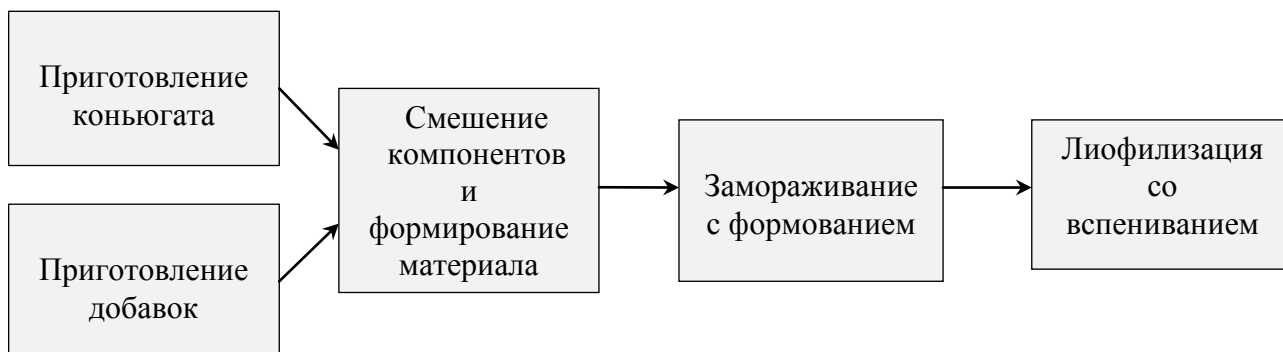 Приготовление
коньюгата
Приготовление
добавок
Смешение
компонентов
и
формирование
материала
Замораживание
с формованием
Лиофилизация
со
вспениванием